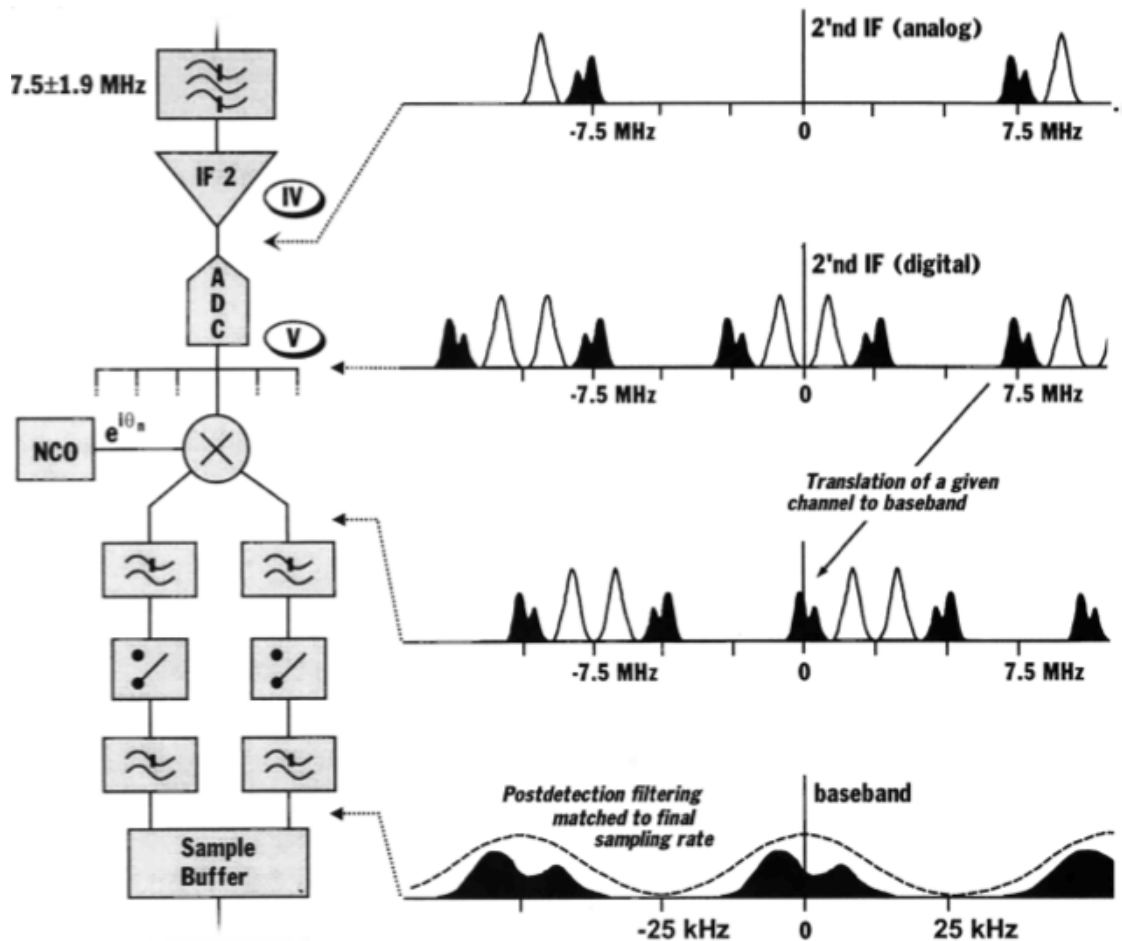 2'nd IF (analog)
7.5±1.9 MHz
-7.5 MHz
0
7.5 MHz
IF 2
IV
2'nd IF (digital)
A
D
C
V
-7.5 MHz
0
7.5 MHz
NCO
e^{iθ_n}
Translation of a given
channel to baseband
-7.5 MHz
0
7.5 MHz
Postdetection filtering
matched to final
sampling rate
baseband
Sample
Buffer
-25 kHz
0
25 kHz